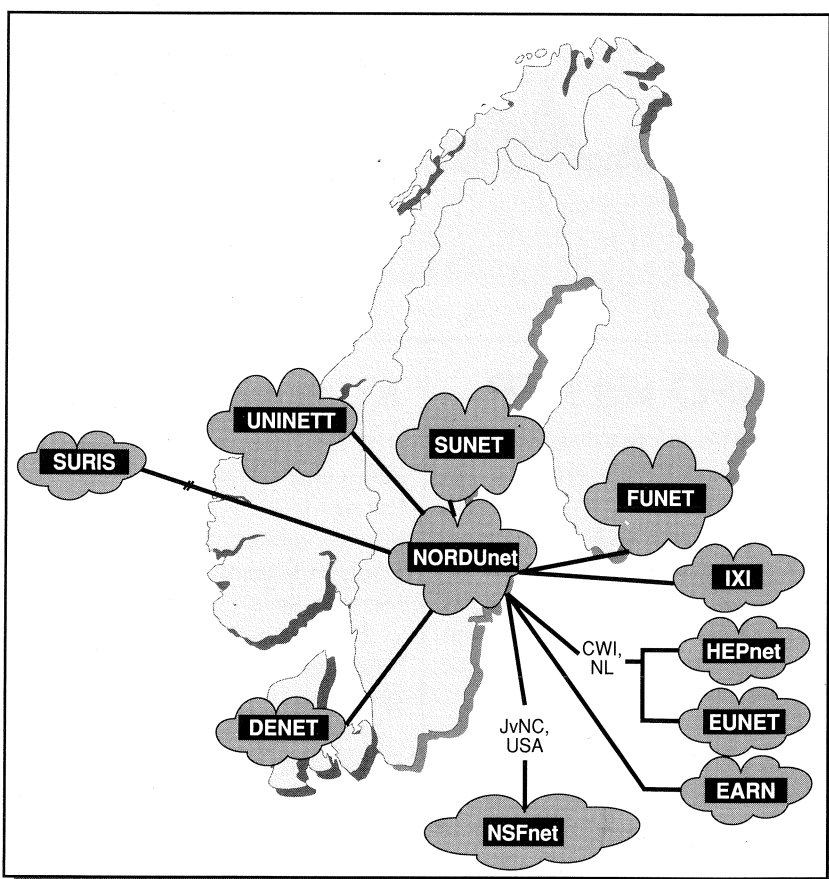 UNINETT
SUNET
SURIS
FUNET
NORDUnet
IXI
CWI,
NL
HEPnet
EUNET
DENET
JvNC,
USA
EARN
NSFnet